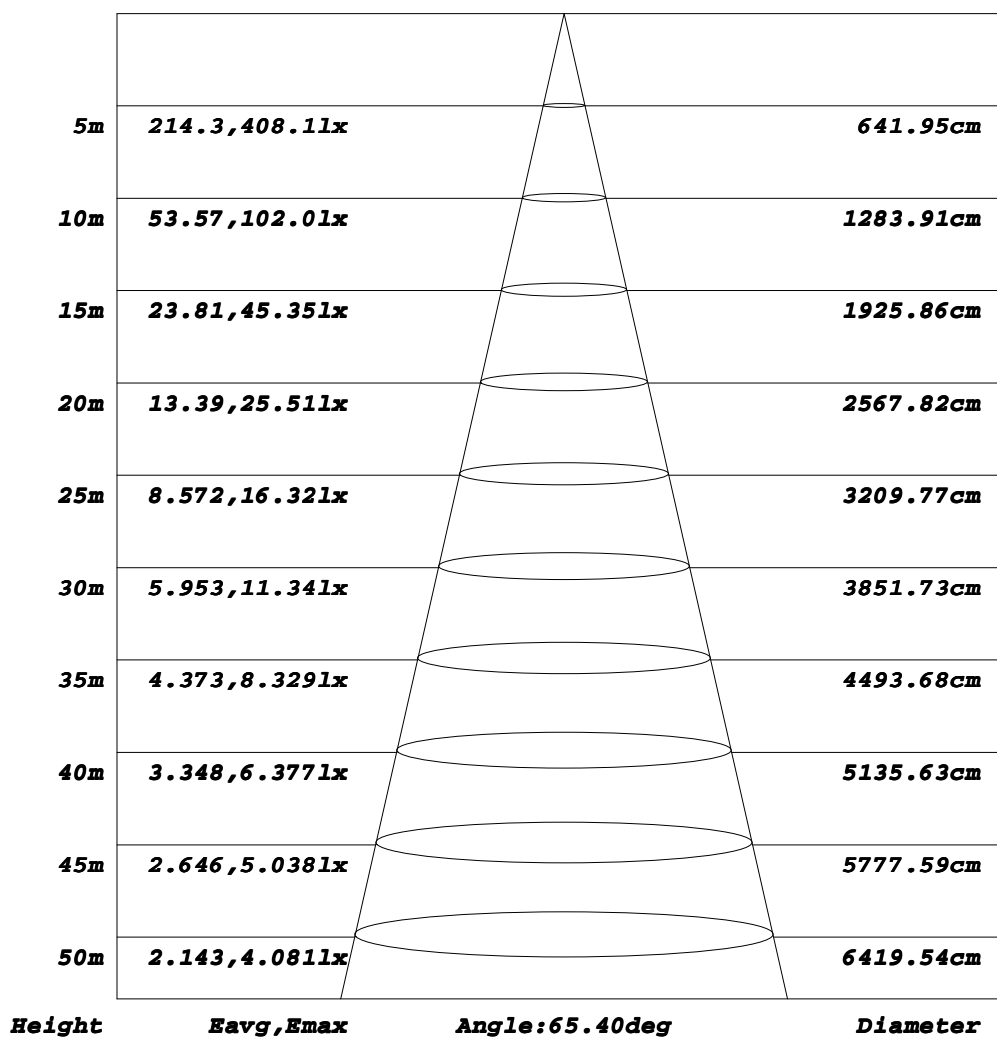 5m 214.3,408.1lx 641.95cm
10m 53.57,102.0lx 1283.91cm
15m 23.81,45.35lx 1925.86cm
20m 13.39,25.51lx 2567.82cm
25m 8.572,16.32lx 3209.77cm
30m 5.953,11.34lx 3851.73cm
35m 4.373,8.329lx 4493.68cm
40m 3.348,6.377lx 5135.63cm
45m 2.646,5.038lx 5777.59cm
50m 2.143,4.081lx 6419.54cm
Height Eavg,Emax Angle:65.40deg Diameter